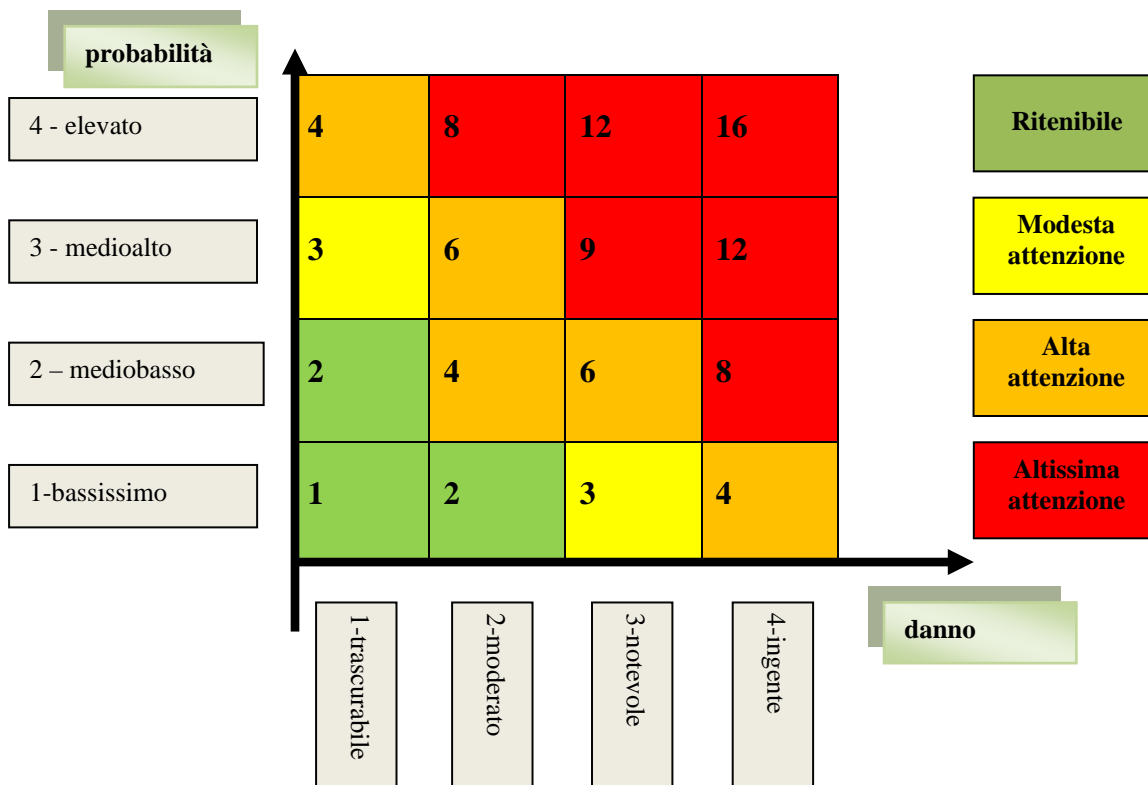 probabilità
4 - elevato
4 8 12 16
Ritenibile
3 - medioalto
3 6 9 12
Modesta
attenzione
2 – mediobasso
2 4 6 8
Alta
attenzione
1-bassissimo
1 2 3 4
Altissima
attenzione
1-trascurabile
2-moderato
3-notevole
4-ingente
danno